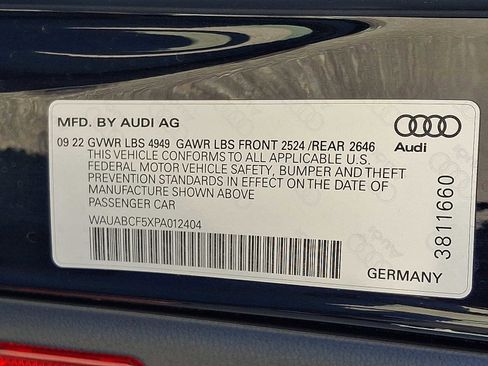 MFD. BY AUDI AG
Audi
09 22 GVWR LBS 4949 GAWR LBS FRONT 2524 /REAR 2646
THIS VEHICLE CONFORMS TO ALL APPLICABLE U.S.
FEDERAL MOTOR VEHICLE SAFETY, BUMPER AND THEFT
PREVENTION STANDARDS IN EFFECT ON THE DATE OF
MANUFACTURE SHOWN ABOVE
PASSENGER CAR
WAUABCF5XPA012404
3811660
GERMANY